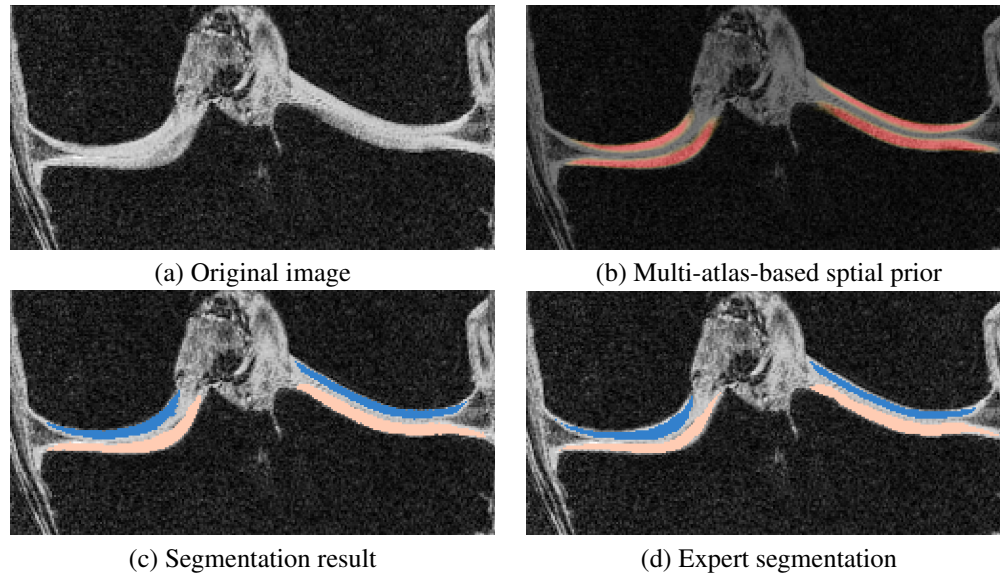 (a) Original image
(b) Multi-atlas-based sptial prior
(c) Segmentation result
(d) Expert segmentation